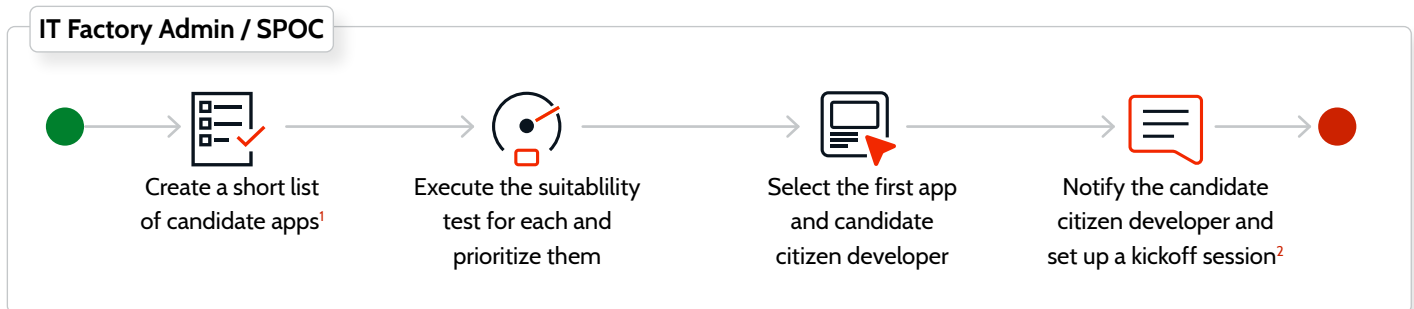 IT Factory Admin / SPOC
Create a short list
of candidate apps¹
Execute the suitablility
test for each and
prioritize them
Select the first app
and candidate
citizen developer
Notify the candidate
citizen developer and
set up a kickoff session²